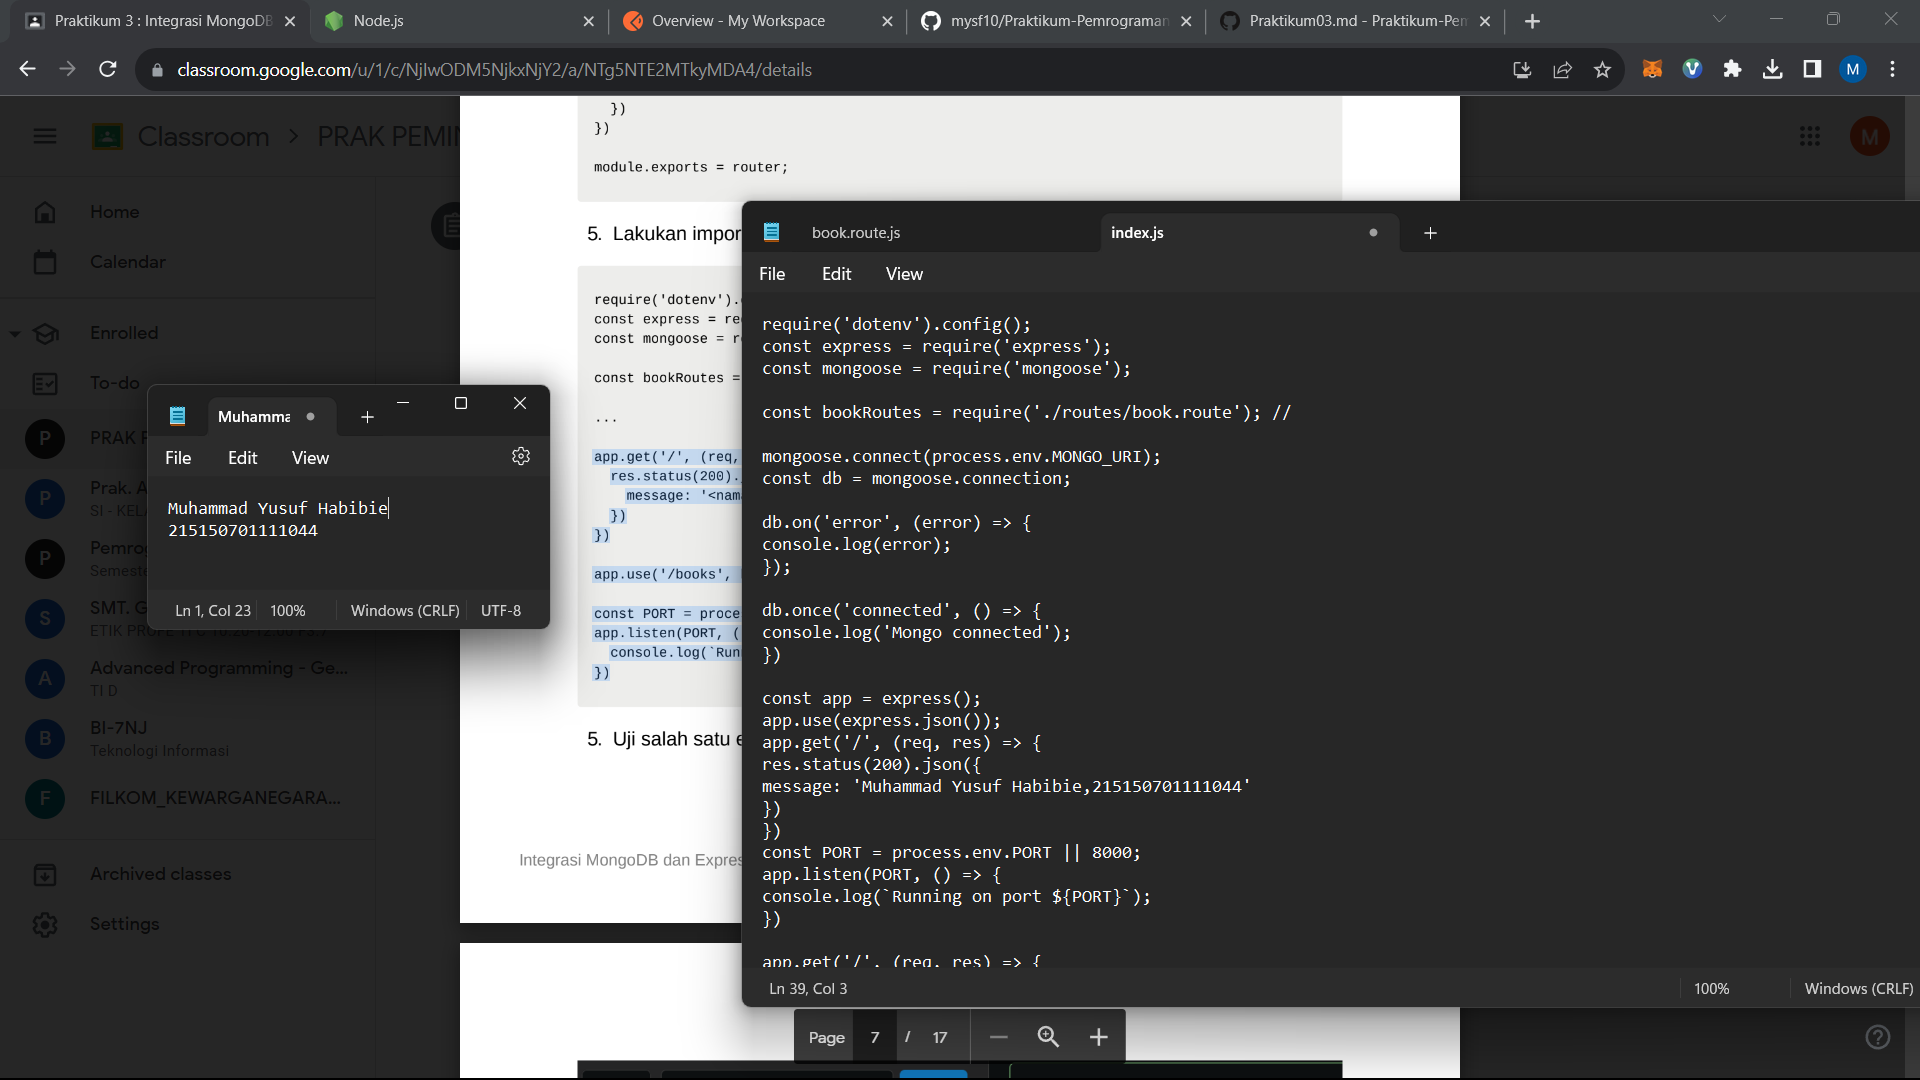 Praktikum 3 : Integrasi MongoDB
Node.js
Overview - My Workspace
mysf10/Praktikum-Pemrograman
Praktikum03.md - Praktikum-Pem
classroom.google.com/u/1/c/NjIwODM5NjkxNjY2/a/NTg5NTE2MTkyMDA4/details
M
Classroom > PRAK PEMIN
M
Home
Calendar
Enrolled
To-do
P
PRAK P
P
Prak. A
SI - KEL
P
Pemrog
Semest
S
SMT. G
A
Advanced Programming - Ge...
TI D
B
BI-7NJ
Teknologi Informasi
F
FILKOM_KEWARGANEGARA...
Archived classes
Settings
})
})
module.exports = router;
5. Lakukan impor
require('dotenv').
const express = re
const mongoose = r
const bookRoutes =
...
app.get('/', (req,
res.status(200).
message: '<nam
})
})
app.use('/books',
const PORT = proce
app.listen(PORT, (
console.log(`Run
})
5. Uji salah satu e
Integrasi MongoDB dan Expres
Page 7 / 17
Muhamma
File Edit View
Muhammad Yusuf Habibie
215150701111044
Ln 1, Col 23 100% Windows (CRLF) UTF-8
book.route.js
index.js
File Edit View
require('dotenv').config();
const express = require('express');
const mongoose = require('mongoose');
const bookRoutes = require('./routes/book.route'); //
mongoose.connect(process.env.MONGO_URI);
const db = mongoose.connection;
db.on('error', (error) => {
console.log(error);
});
db.once('connected', () => {
console.log('Mongo connected');
})
const app = express();
app.use(express.json());
app.get('/', (req, res) => {
res.status(200).json({
message: 'Muhammad Yusuf Habibie,215150701111044'
})
})
const PORT = process.env.PORT || 8000;
app.listen(PORT, () => {
console.log(`Running on port ${PORT}`);
})
app.get('/', (req, res) => {
Ln 39, Col 3 100% Windows (CRLF)